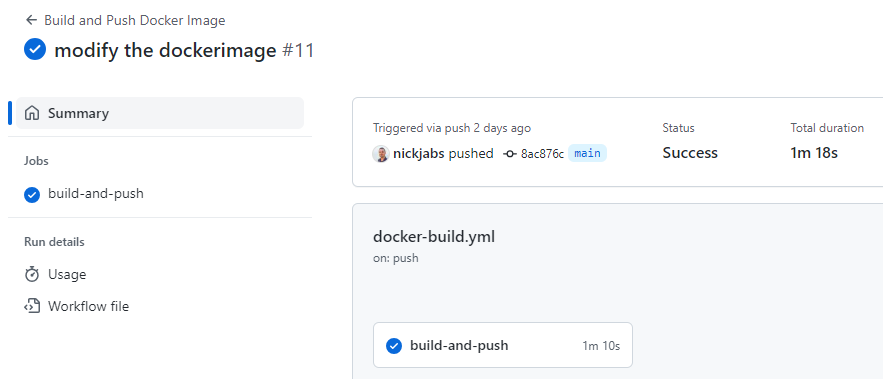 Build and Push Docker Image
modify the dockerimage #11
Summary
Jobs
build-and-push
Run details
Usage
Workflow file
Triggered via push 2 days ago
nickjabs pushed 8ac876c main
Status
Success
Total duration
1m 18s
docker-build.yml
on: push
build-and-push 1m 10s